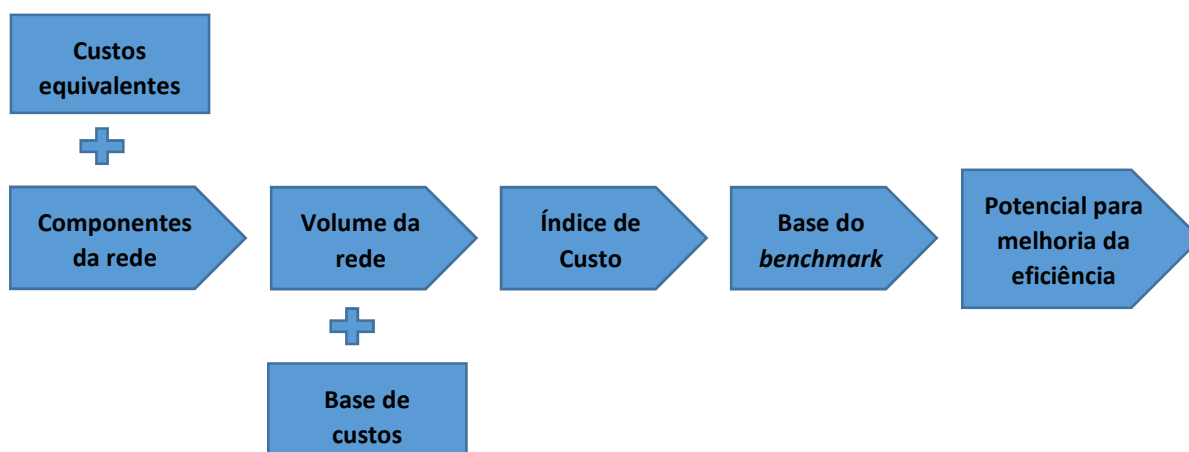 Custos
equivalentes
Componentes
da rede
Volume da
rede
Índice de
Custo
Base do
benchmark
Potencial para
melhoria da
eficiência
Base de
custos